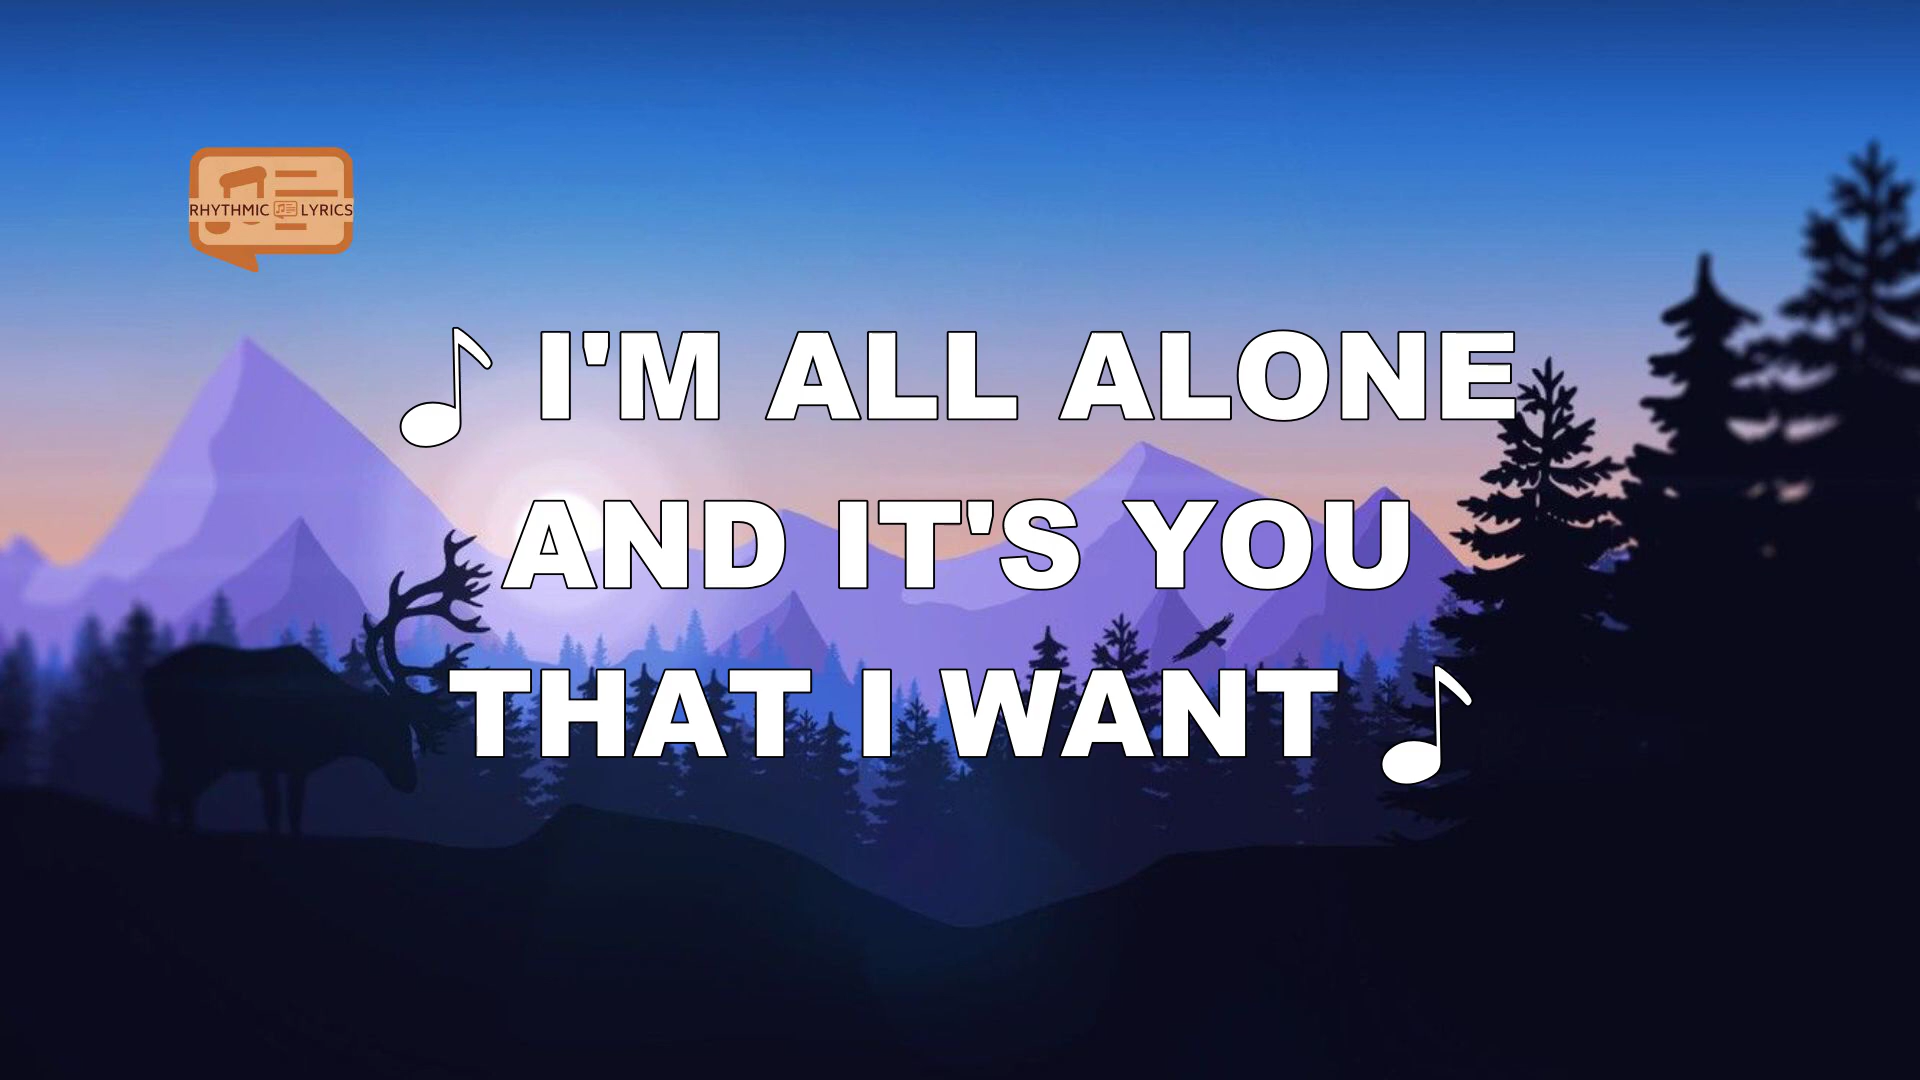 RHYTHMIC LYRICS
♪ I'M ALL ALONE
AND IT'S YOU
THAT I WANT ♪